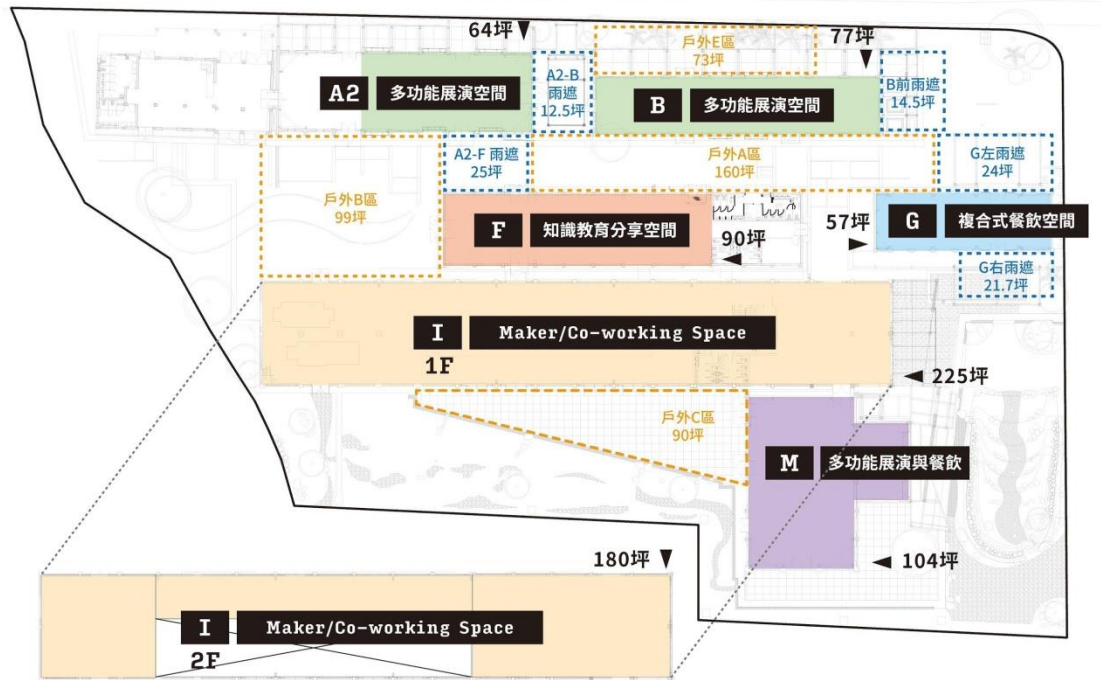 64坪
戶外E區
73坪
77坪
A2
多功能展演空間
A2-B
雨遮
12.5坪
B
多功能展演空間
B前雨遮
14.5坪
戶外B區
99坪
A2-F 雨遮
25坪
戶外A區
160坪
G左雨遮
24坪
F
知識教育分享空間
90坪
57坪
G
複合式餐飲空間
G右雨遮
21.7坪
I
Maker/Co-working Space
1F
225坪
戶外C區
90坪
M
多功能展演與餐飲
104坪
180坪
I
Maker/Co-working Space
2F